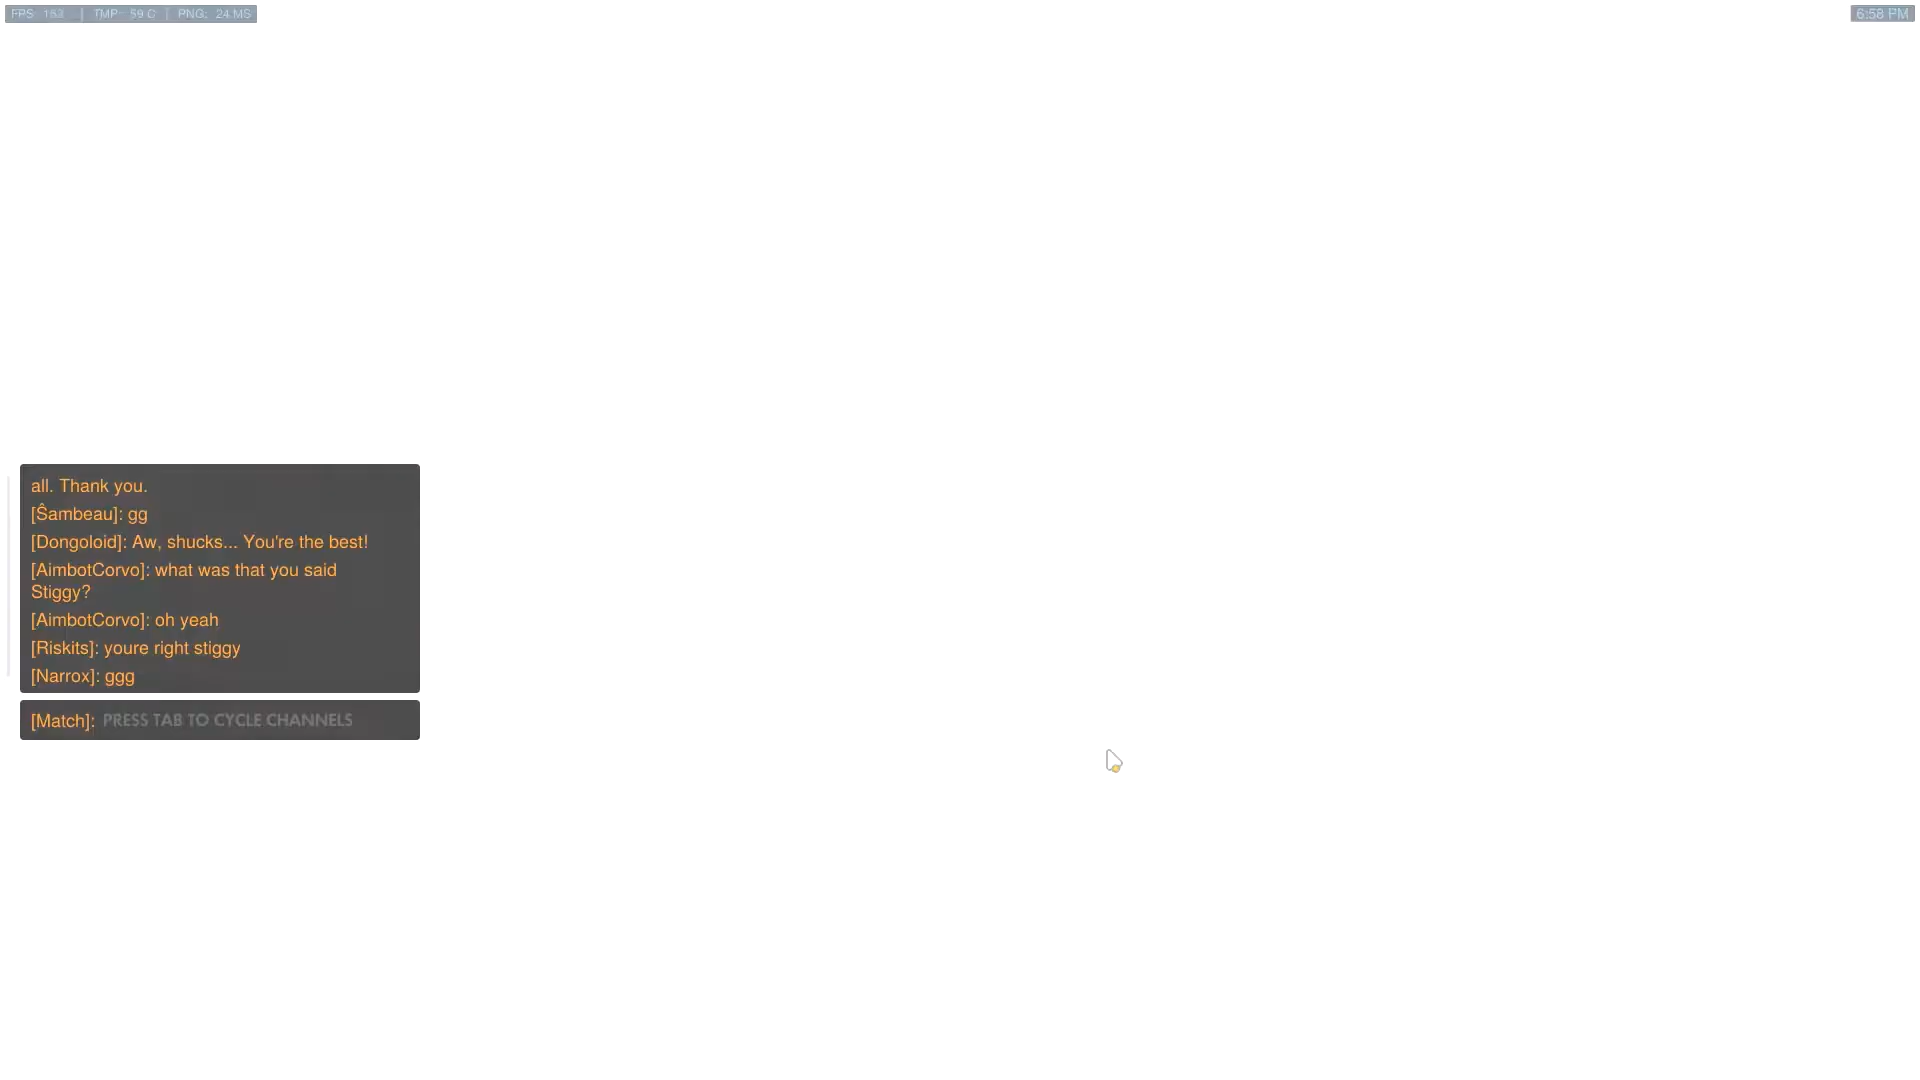 FPS: 163 | TMP: 59 C | PNG: 24 MS
6:58 PM
all. Thank you.
[Ŝambeau]: gg
[Dongoloid]: Aw, shucks... You're the best!
[AimbotCorvo]: what was that you said
Stiggy?
[AimbotCorvo]: oh yeah
[Riskits]: youre right stiggy
[Narrox]: ggg
[Match]: PRESS TAB TO CYCLE CHANNELS